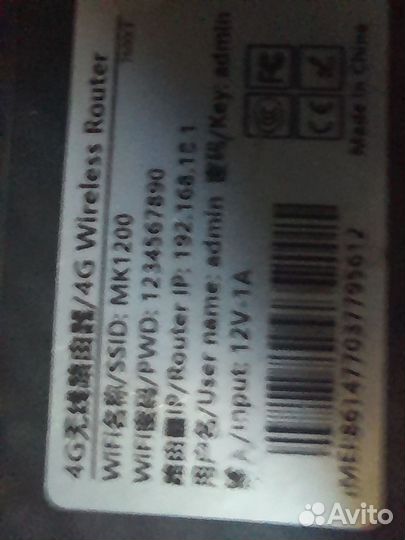 4G无线路由器/4G Wireless Router
WiFi名称/SSID: MK1200
WiFi密码/PWD: 1234567890
路由器IP/Router IP: 192.168.10.1
用户名/User name: admin 密码/Key: admin
输入/Input: 12V-1A
Made in China
IMEI:861477037795612
Avito